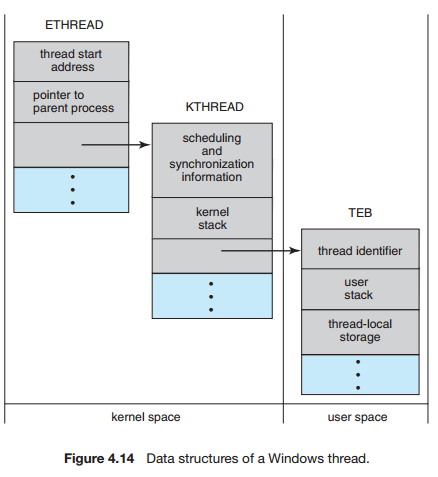 ETHREAD
thread start
address
pointer to
parent process
KTHREAD
scheduling
and
synchronization
information
kernel
stack
TEB
thread identifier
user
stack
thread-local
storage
kernel space
user space
Figure 4.14 Data structures of a Windows thread.